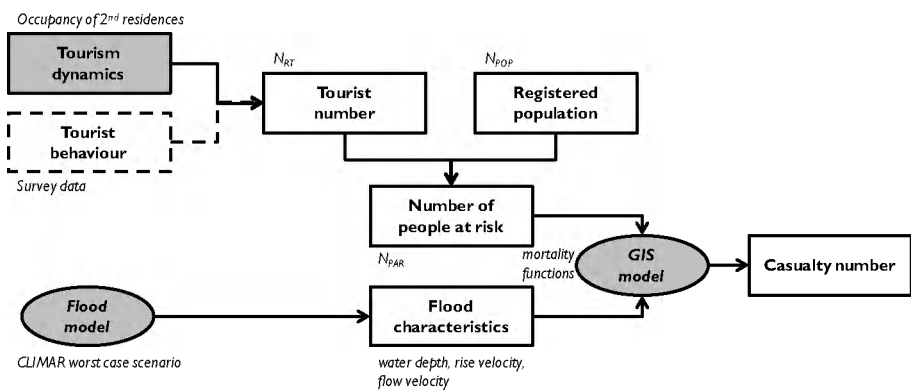 Occupancy of 2nd residences
Tourism
dynamics
Tourist
behaviour
Survey data
N_RT
Tourist
number
N_POP
Registered
population
Number of
people at risk
N_PAR
mortality
functions
GIS
model
Casualty number
Flood
model
CLIMAR worst case scenario
Flood
characteristics
water depth, rise velocity,
flow velocity